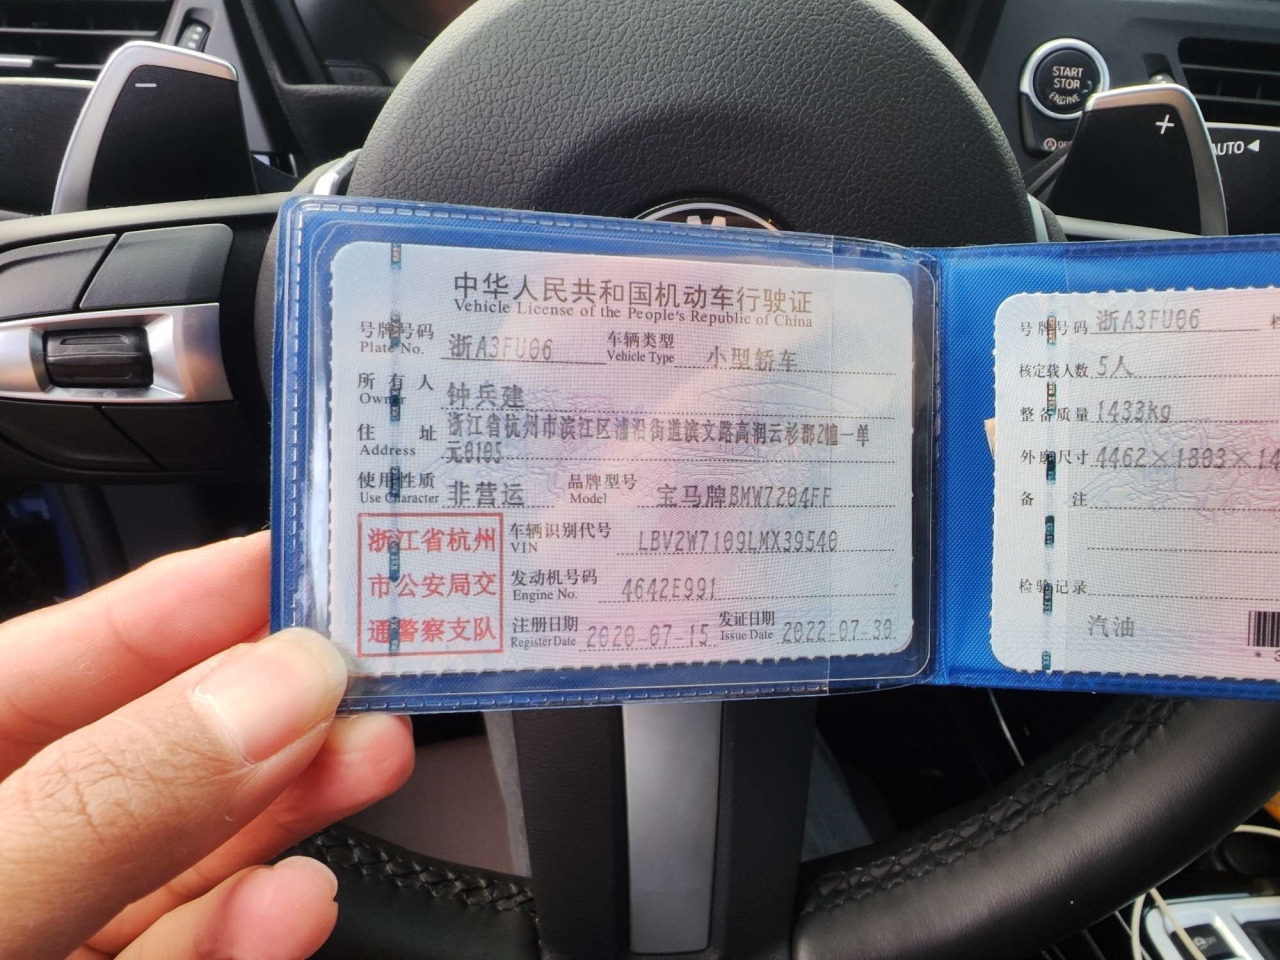 START
STOP
ENGINE
AUTO
中华人民共和国机动车行驶证
Vehicle License of the People's Republic of China
号牌号码 浙A3FU06 车辆类型 小型轿车
Plate No. Vehicle Type
所有人 钟兵建
Owner
住址 浙江省杭州市滨江区浦沿街道滨文路高润云杉郡2幢一单
Address 元0105
使用性质 非营运 品牌型号 宝马牌BMW7204FF
Use Character Model
浙江省杭州
市公安局交
通警察支队
车辆识别代号 LBV2W7109LMX39540
VIN
发动机号码 4642E991
Engine No.
注册日期 2020-07-15 发证日期 2022-07-30
Register Date Issue Date
号牌号码 浙A3FU06
核定载人数 5人
整备质量 1433kg
外廓尺寸 4462×1803×14
备注
检验记录
汽油